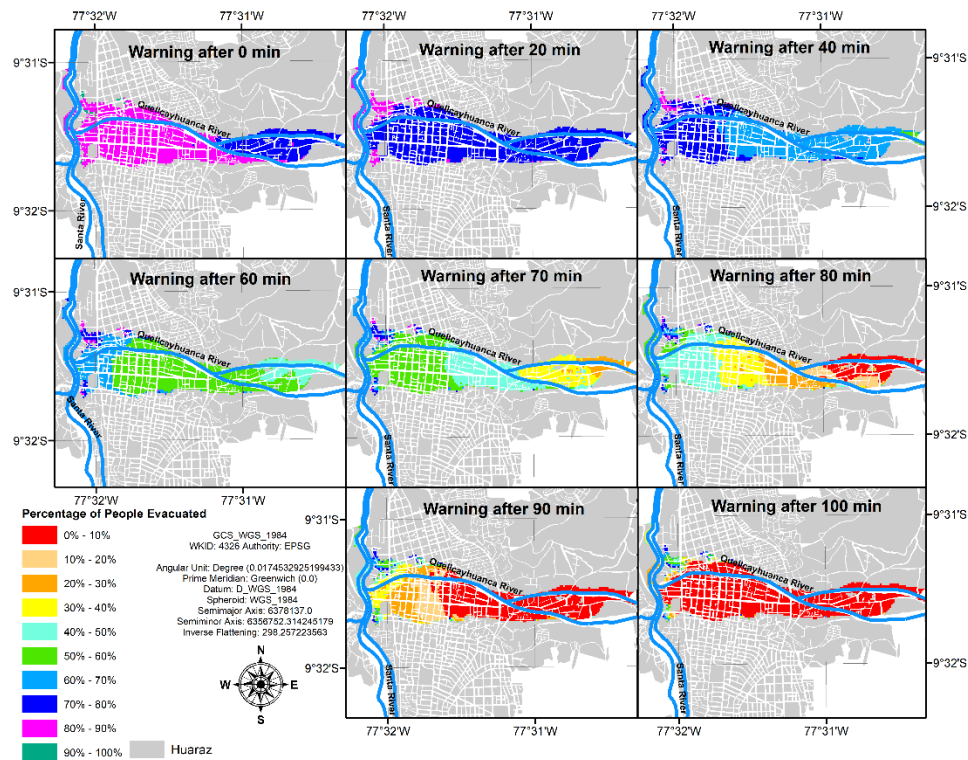 77°32'W 77°31'W 77°32'W 77°31'W
Warning after 0 min
Warning after 20 min
Warning after 40 min
9°31'S
9°31'S
Quellcayhuanca River
Quellcayhuanca River
Quellcayhuanca River
9°32'S
9°32'S
Santa River
Santa River
Santa River
Warning after 60 min
Warning after 70 min
Warning after 80 min
9°31'S
9°31'S
Quellcayhuanca River
Quellcayhuanca River
Quellcayhuanca River
9°32'S
9°32'S
Santa River
Santa River
Santa River
77°32'W 77°31'W
Warning after 90 min
Warning after 100 min
9°31'S
9°31'S
Quellcayhuanca River
Quellcayhuanca River
9°32'S
9°32'S
Santa River
Santa River
77°32'W 77°31'W 77°32'W 77°31'W
Percentage of People Evacuated
0% - 10%
10% - 20%
20% - 30%
30% - 40%
40% - 50%
50% - 60%
60% - 70%
70% - 80%
80% - 90%
90% - 100%
Huaraz
GCS_WGS_1984
WKID: 4326 Authority: EPSG
Angular Unit: Degree (0.0174532925199433)
Prime Meridian: Greenwich (0.0)
Datum: D_WGS_1984
Spheroid: WGS_1984
Semimajor Axis: 6378137.0
Semiminor Axis: 6356752.314245179
Inverse Flattening: 298.257223563
N
W E
S